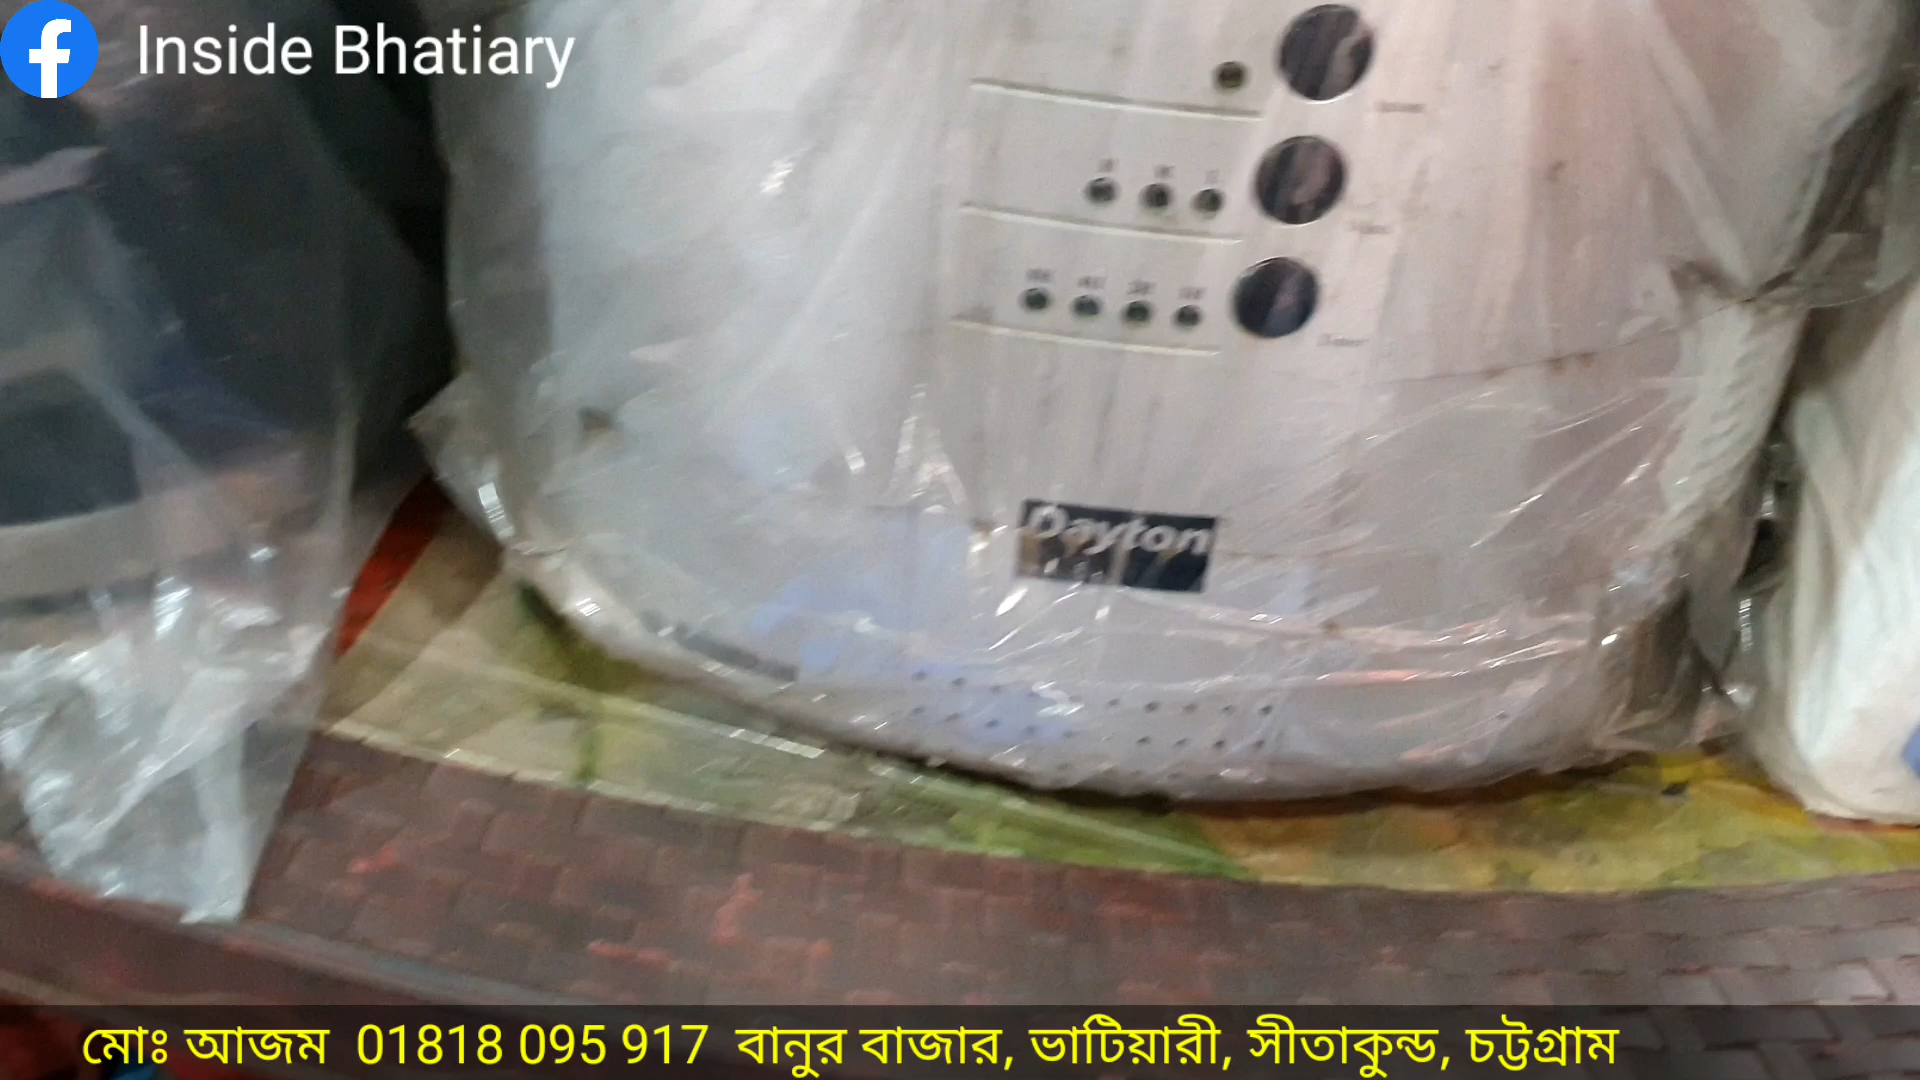 Inside Bhatiary
Dayton
মোঃ আজম 01818 095 917 বানুর বাজার, ভাটিয়ারী, সীতাকুন্ড, চট্টগ্রাম